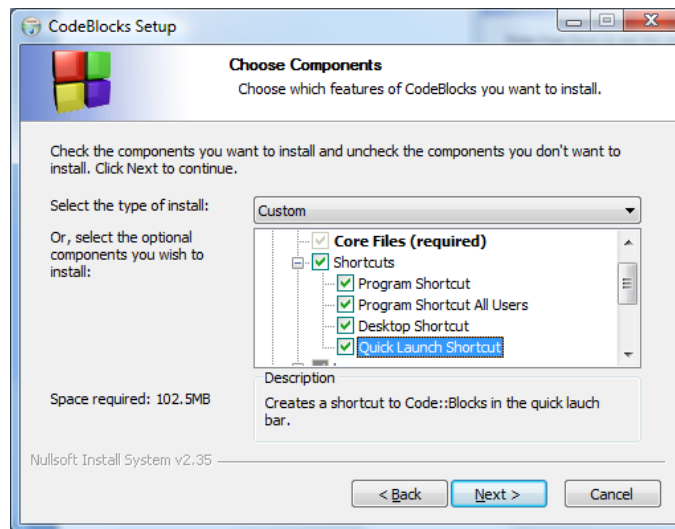 CodeBlocks Setup
Choose Components
Choose which features of CodeBlocks you want to install.
Check the components you want to install and uncheck the components you don't want to
install. Click Next to continue.
Select the type of install:
Custom
Or, select the optional
components you wish to
install:
Core Files (required)
Shortcuts
Program Shortcut
Program Shortcut All Users
Desktop Shortcut
Quick Launch Shortcut
Space required: 102.5MB
Description
Creates a shortcut to Code::Blocks in the quick lauch
bar.
Nullsoft Install System v2.35
< Back
Next >
Cancel